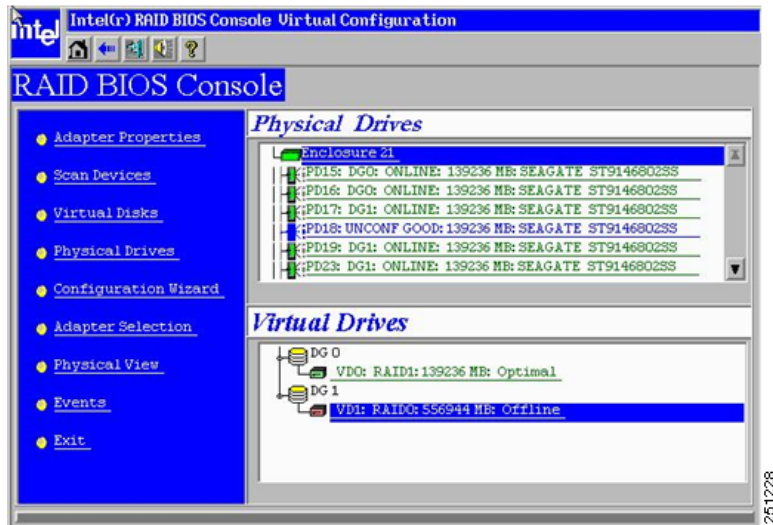 Intel(r) RAID BIOS Console Virtual Configuration
intel
RAID BIOS Console
Adapter Properties
Scan Devices
Virtual Disks
Physical Drives
Configuration Wizard
Adapter Selection
Physical View
Events
Exit
Physical Drives
Enclosure 21
PD15: DG0: ONLINE: 139236 MB: SEAGATE ST9146802SS
PD16: DG0: ONLINE: 139236 MB: SEAGATE ST9146802SS
PD17: DG1: ONLINE: 139236 MB: SEAGATE ST9146802SS
PD18: UNCONF GOOD: 139236 MB: SEAGATE ST9146802SS
PD19: DG1: ONLINE: 139236 MB: SEAGATE ST9146802SS
PD23: DG1: ONLINE: 139236 MB: SEAGATE ST9146802SS
Virtual Drives
DG 0
VD0: RAID1: 139236 MB: Optimal
DG 1
VD1: RAID0: 556944 MB: Offline
251228